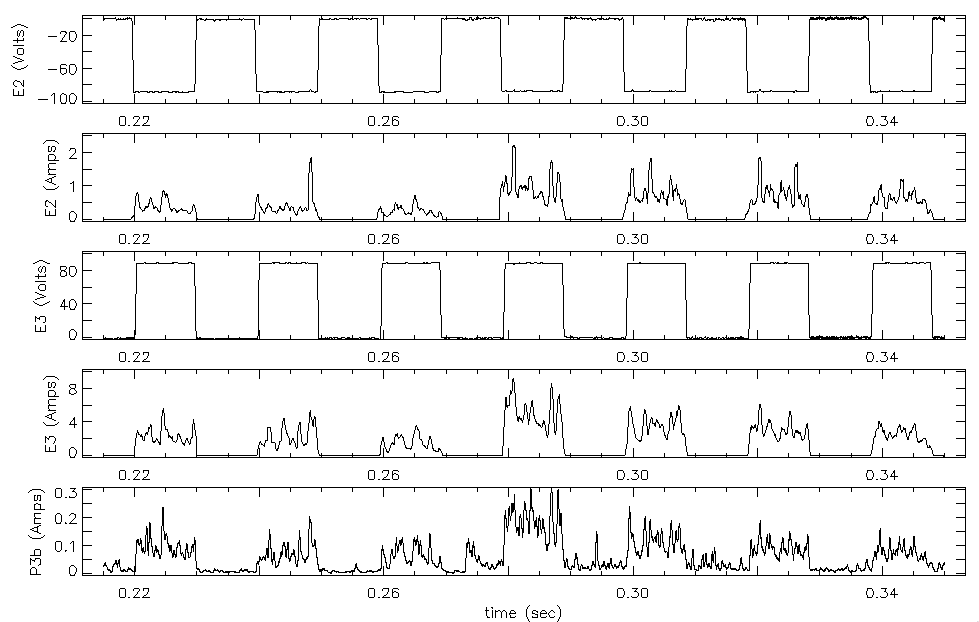 E2 (Volts)
-20
-60
-100
0.22 0.26 0.30 0.34
E2 (Amps)
2
1
0
0.22 0.26 0.30 0.34
E3 (Volts)
80
40
0
0.22 0.26 0.30 0.34
E3 (Amps)
8
4
0
0.22 0.26 0.30 0.34
P3b (Amps)
0.3
0.2
0.1
0
0.22 0.26 0.30 0.34
time (sec)